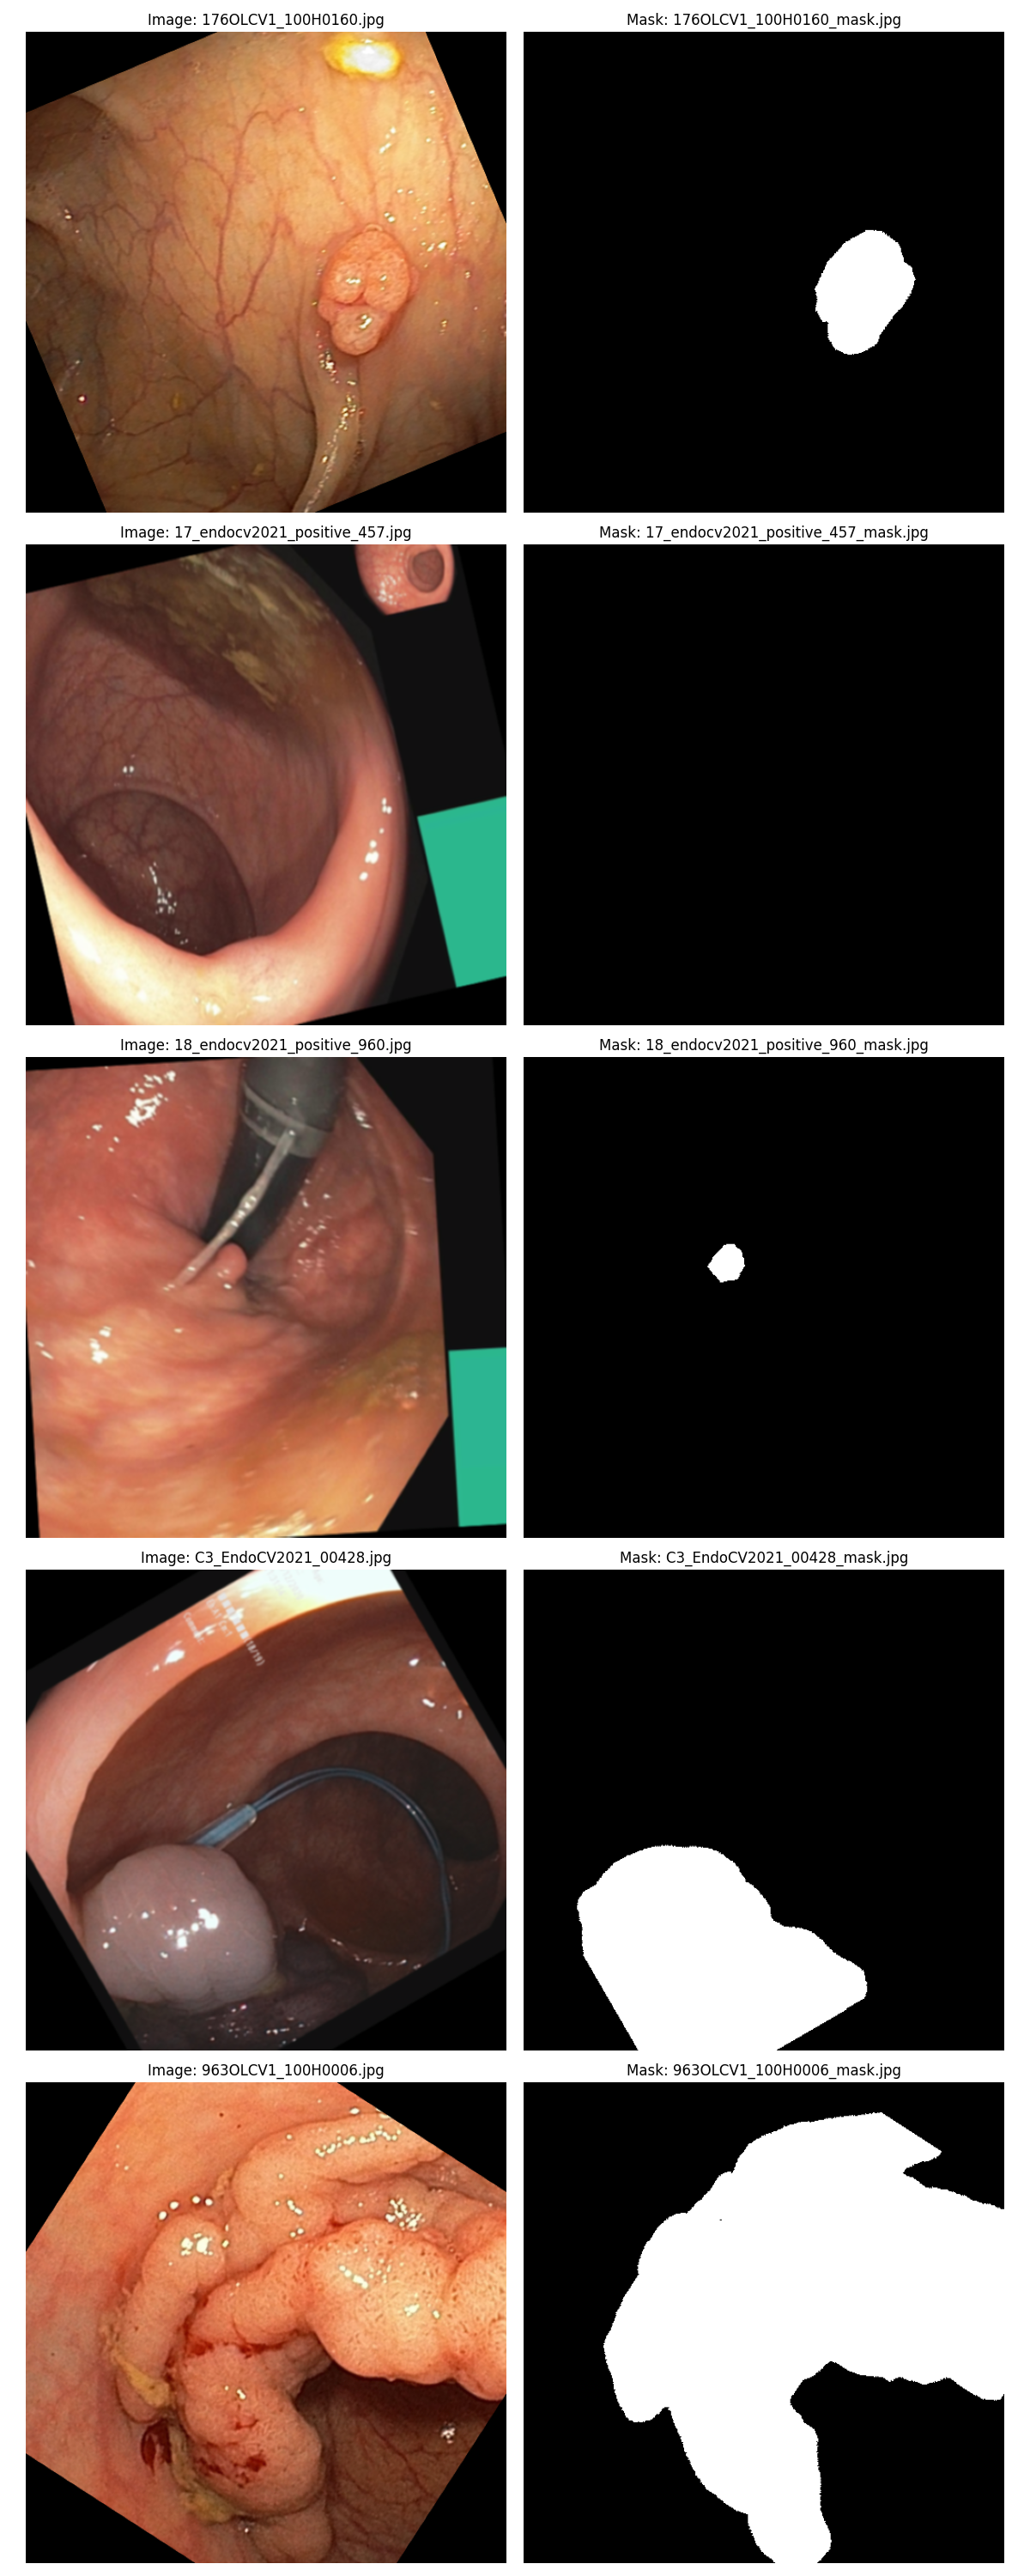 Image: 176OLCV1_100H0160.jpg
Mask: 176OLCV1_100H0160_mask.jpg
Image: 17_endocv2021_positive_457.jpg
Mask: 17_endocv2021_positive_457_mask.jpg
Image: 18_endocv2021_positive_960.jpg
Mask: 18_endocv2021_positive_960_mask.jpg
Image: C3_EndoCV2021_00428.jpg
Mask: C3_EndoCV2021_00428_mask.jpg
Image: 963OLCV1_100H0006.jpg
Mask: 963OLCV1_100H0006_mask.jpg